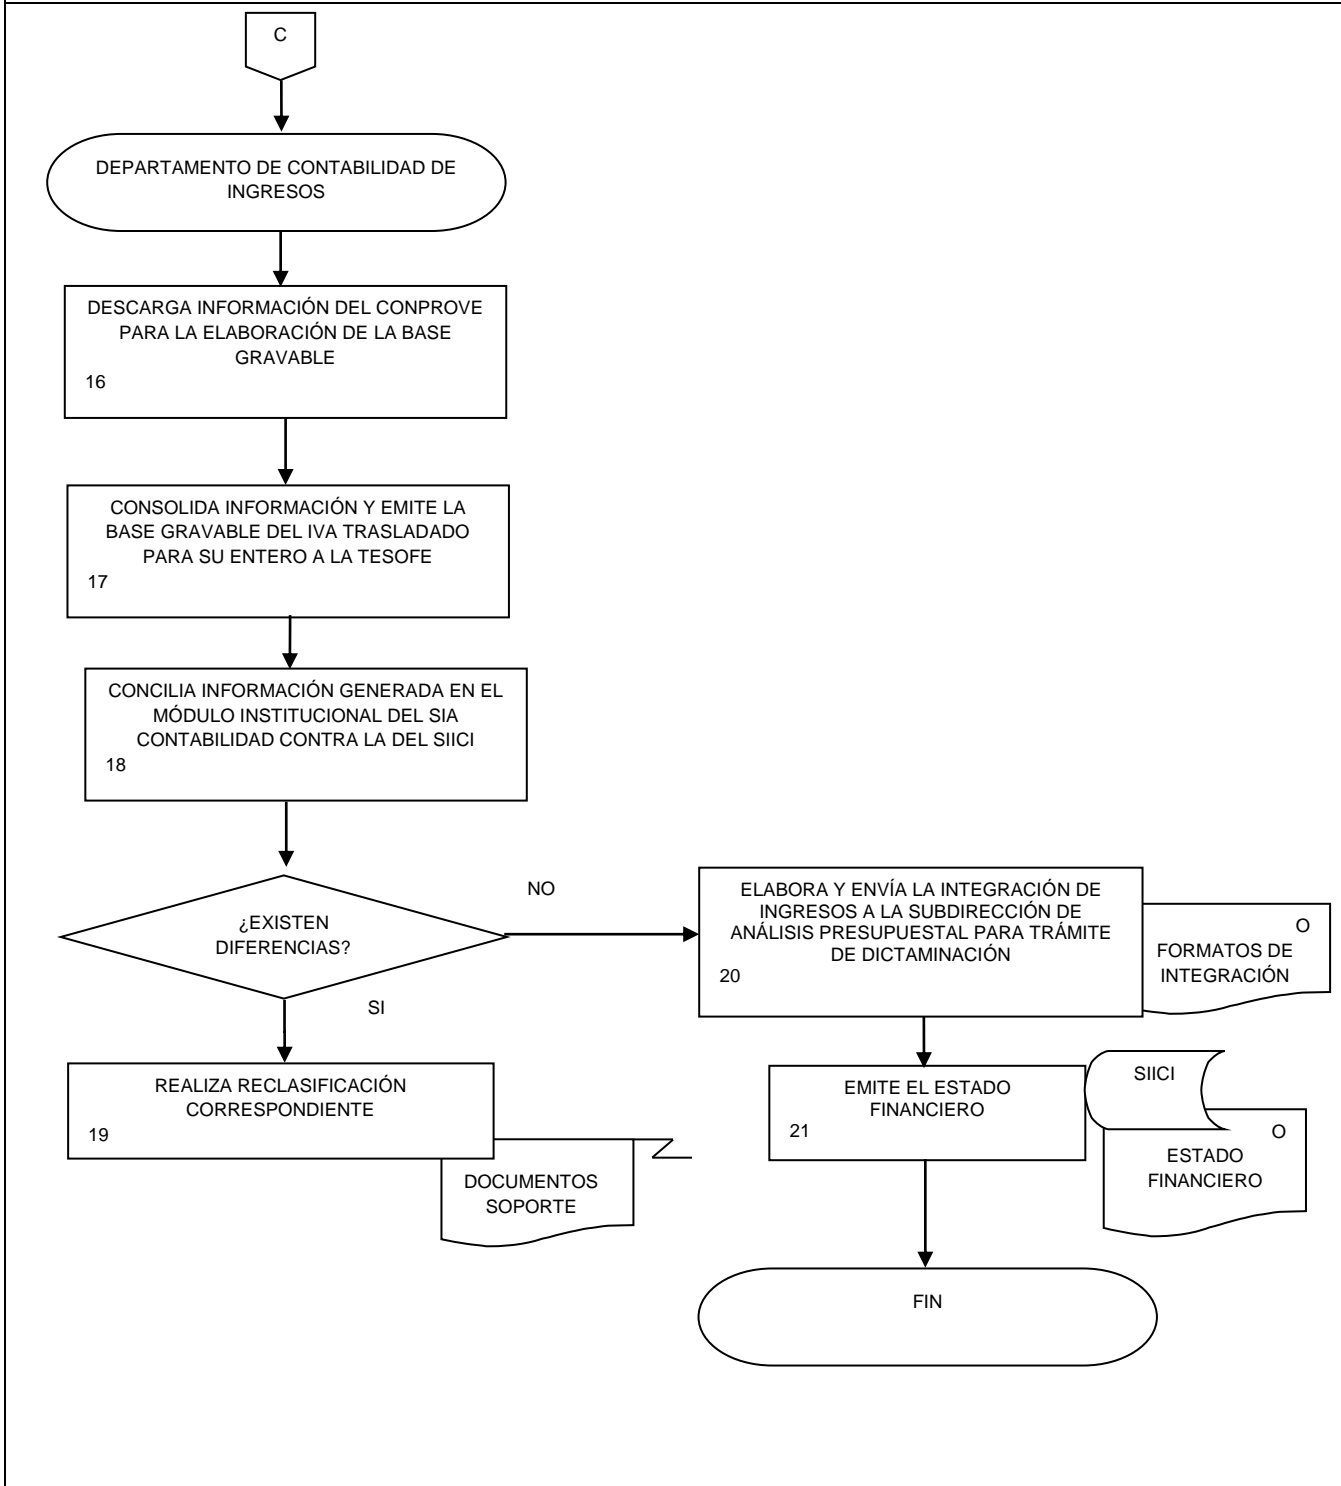 C
DEPARTAMENTO DE CONTABILIDAD DE
INGRESOS
DESCARGA INFORMACIÓN DEL CONPROVE
PARA LA ELABORACIÓN DE LA BASE
GRAVABLE
16
CONSOLIDA INFORMACIÓN Y EMITE LA
BASE GRAVABLE DEL IVA TRASLADADO
PARA SU ENTERO A LA TESOFE
17
CONCILIA INFORMACIÓN GENERADA EN EL
MÓDULO INSTITUCIONAL DEL SIA
CONTABILIDAD CONTRA LA DEL SIICI
18
¿EXISTEN
DIFERENCIAS?
NO
SI
REALIZA RECLASIFICACIÓN
CORRESPONDIENTE
19
DOCUMENTOS
SOPORTE
ELABORA Y ENVÍA LA INTEGRACIÓN DE
INGRESOS A LA SUBDIRECCIÓN DE
ANÁLISIS PRESUPUESTAL PARA TRÁMITE
DE DICTAMINACIÓN
20
O
FORMATOS DE
INTEGRACIÓN
EMITE EL ESTADO
FINANCIERO
21
SIICI
O
ESTADO
FINANCIERO
FIN